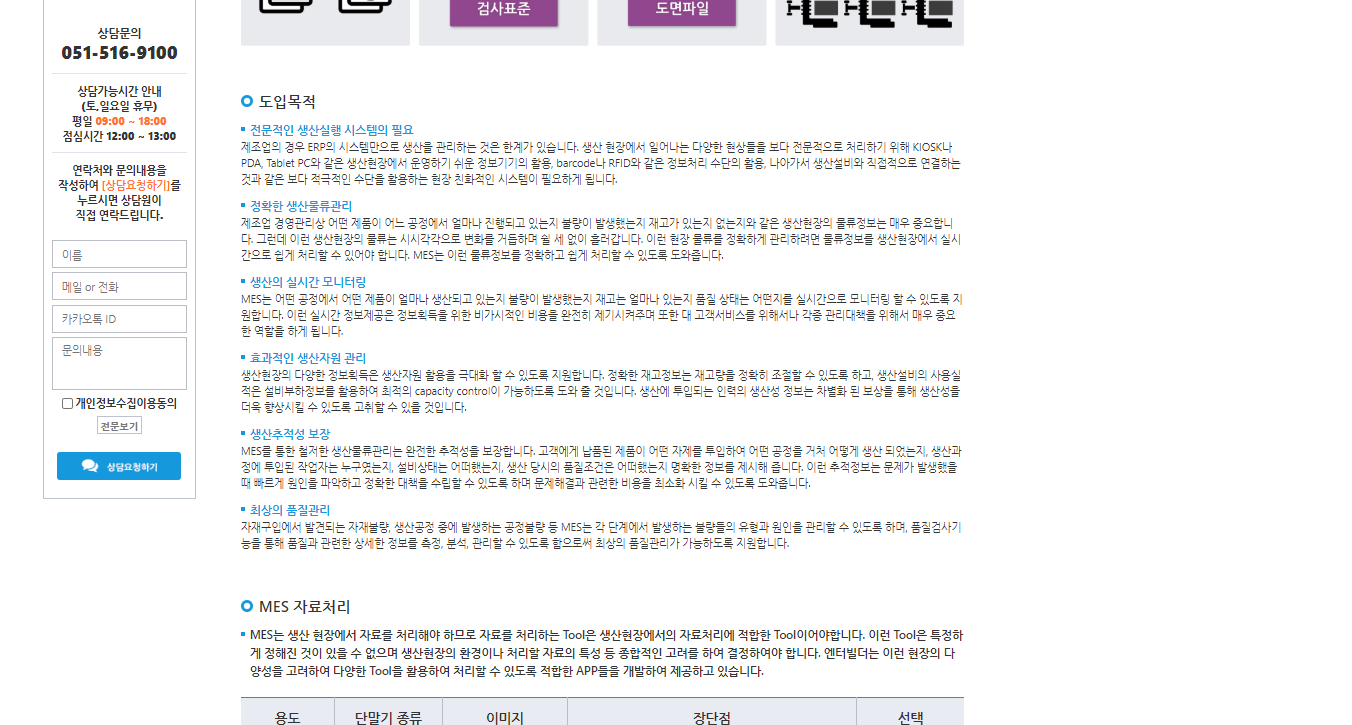 상담문의
051-516-9100
상담가능시간 안내
(토,일요일 휴무)
평일 09:00 ~ 18:00
점심시간 12:00 ~ 13:00
연락처와 문의내용을
작성하여 [상담요청하기]를
누르시면 상담원이
직접 연락드립니다.
이름
메일 or 전화
카카오톡 ID
문의내용
개인정보수집이용동의
전문보기
상담요청하기
검사표준
도면파일
도입목적
전문적인 생산실행 시스템의 필요
제조업의 경우 ERP의 시스템만으로 생산을 관리하는 것은 한계가 있습니다. 생산 현장에서 일어나는 다양한 현상들을 보다 전문적으로 처리하기 위해 KIOSK나
PDA, Tablet PC와 같은 생산현장에서 운영하기 쉬운 정보기기의 활용, barcode나 RFID와 같은 정보처리 수단의 활용, 나아가서 생산설비와 직접적으로 연결하는
것과 같은 보다 적극적인 수단을 활용하는 현장 친화적인 시스템이 필요하게 됩니다.
정확한 생산물류관리
제조업 경영관리상 어떤 제품이 어느 공정에서 얼마나 진행되고 있는지 불량이 발생했는지 재고가 있는지 없는지와 같은 생산현장의 물류정보는 매우 중요합니
다. 그런데 이런 생산현장의 물류는 시시각각으로 변화를 거듭하며 쉴 세 없이 흘러갑니다. 이런 현장 물류를 정확하게 관리하려면 물류정보를 생산현장에서 실시
간으로 쉽게 처리할 수 있어야 합니다. MES는 이런 물류정보를 정확하고 쉽게 처리할 수 있도록 도와줍니다.
생산의 실시간 모니터링
MES는 어떤 공정에서 어떤 제품이 얼마나 생산되고 있는지 불량이 발생했는지 재고는 얼마나 있는지 품질 상태는 어떤지를 실시간으로 모니터링 할 수 있도록 지
원합니다. 이런 실시간 정보제공은 정보획득을 위한 비가시적인 비용을 완전히 제기시켜주며 또한 대 고객서비스를 위해서나 각종 관리대책을 위해서 매우 중요
한 역할을 하게 됩니다.
효과적인 생산자원 관리
생산현장의 다양한 정보획득은 생산자원 활용을 극대화 할 수 있도록 지원합니다. 정확한 재고정보는 재고량을 정확히 조절할 수 있도록 하고, 생산설비의 사용실
적은 설비부하정보를 활용하여 최적의 capacity control이 가능하도록 도와 줄 것입니다. 생산에 투입되는 인력의 생산성 정보는 차별화 된 보상을 통해 생산성을
더욱 향상시킬 수 있도록 고취할 수 있을 것입니다.
생산추적성 보장
MES를 통한 철저한 생산물류관리는 완전한 추적성을 보장합니다. 고객에게 납품된 제품이 어떤 자제를 투입하여 어떤 공정을 거처 어떻게 생산 되었는지, 생산과
정에 투입된 작업자는 누구였는지, 설비상태는 어떠했는지, 생산 당시의 품질조건은 어떠했는지 명확한 정보를 제시해 줍니다. 이런 추적정보는 문제가 발생했을
때 빠르게 원인을 파악하고 정확한 대책을 수립할 수 있도록 하며 문제해결과 관련한 비용을 최소화 시킬 수 있도록 도와줍니다.
최상의 품질관리
자재구입에서 발견되는 자재불량, 생산공정 중에 발생하는 공정불량 등 MES는 각 단계에서 발생하는 불량들의 유형과 원인을 관리할 수 있도록 하며, 품질검사기
능을 통해 품질과 관련한 상세한 정보를 측정, 분석, 관리할 수 있도록 함으로써 최상의 품질관리가 가능하도록 지원합니다.
MES 자료처리
MES는 생산 현장에서 자료를 처리해야 하므로 자료를 처리하는 Tool은 생산현장에서의 자료처리에 적합한 Tool이어야합니다. 이런 Tool은 특정하
게 정해진 것이 있을 수 없으며 생산현장의 환경이나 처리할 자료의 특성 등 종합적인 고려를 하여 결정하여야 합니다. 엔터빌더는 이런 현장의 다
양성을 고려하여 다양한 Tool을 활용하여 처리할 수 있도록 적합한 APP들을 개발하여 제공하고 있습니다.
용도 단말기 종류 이미지 장단점 선택